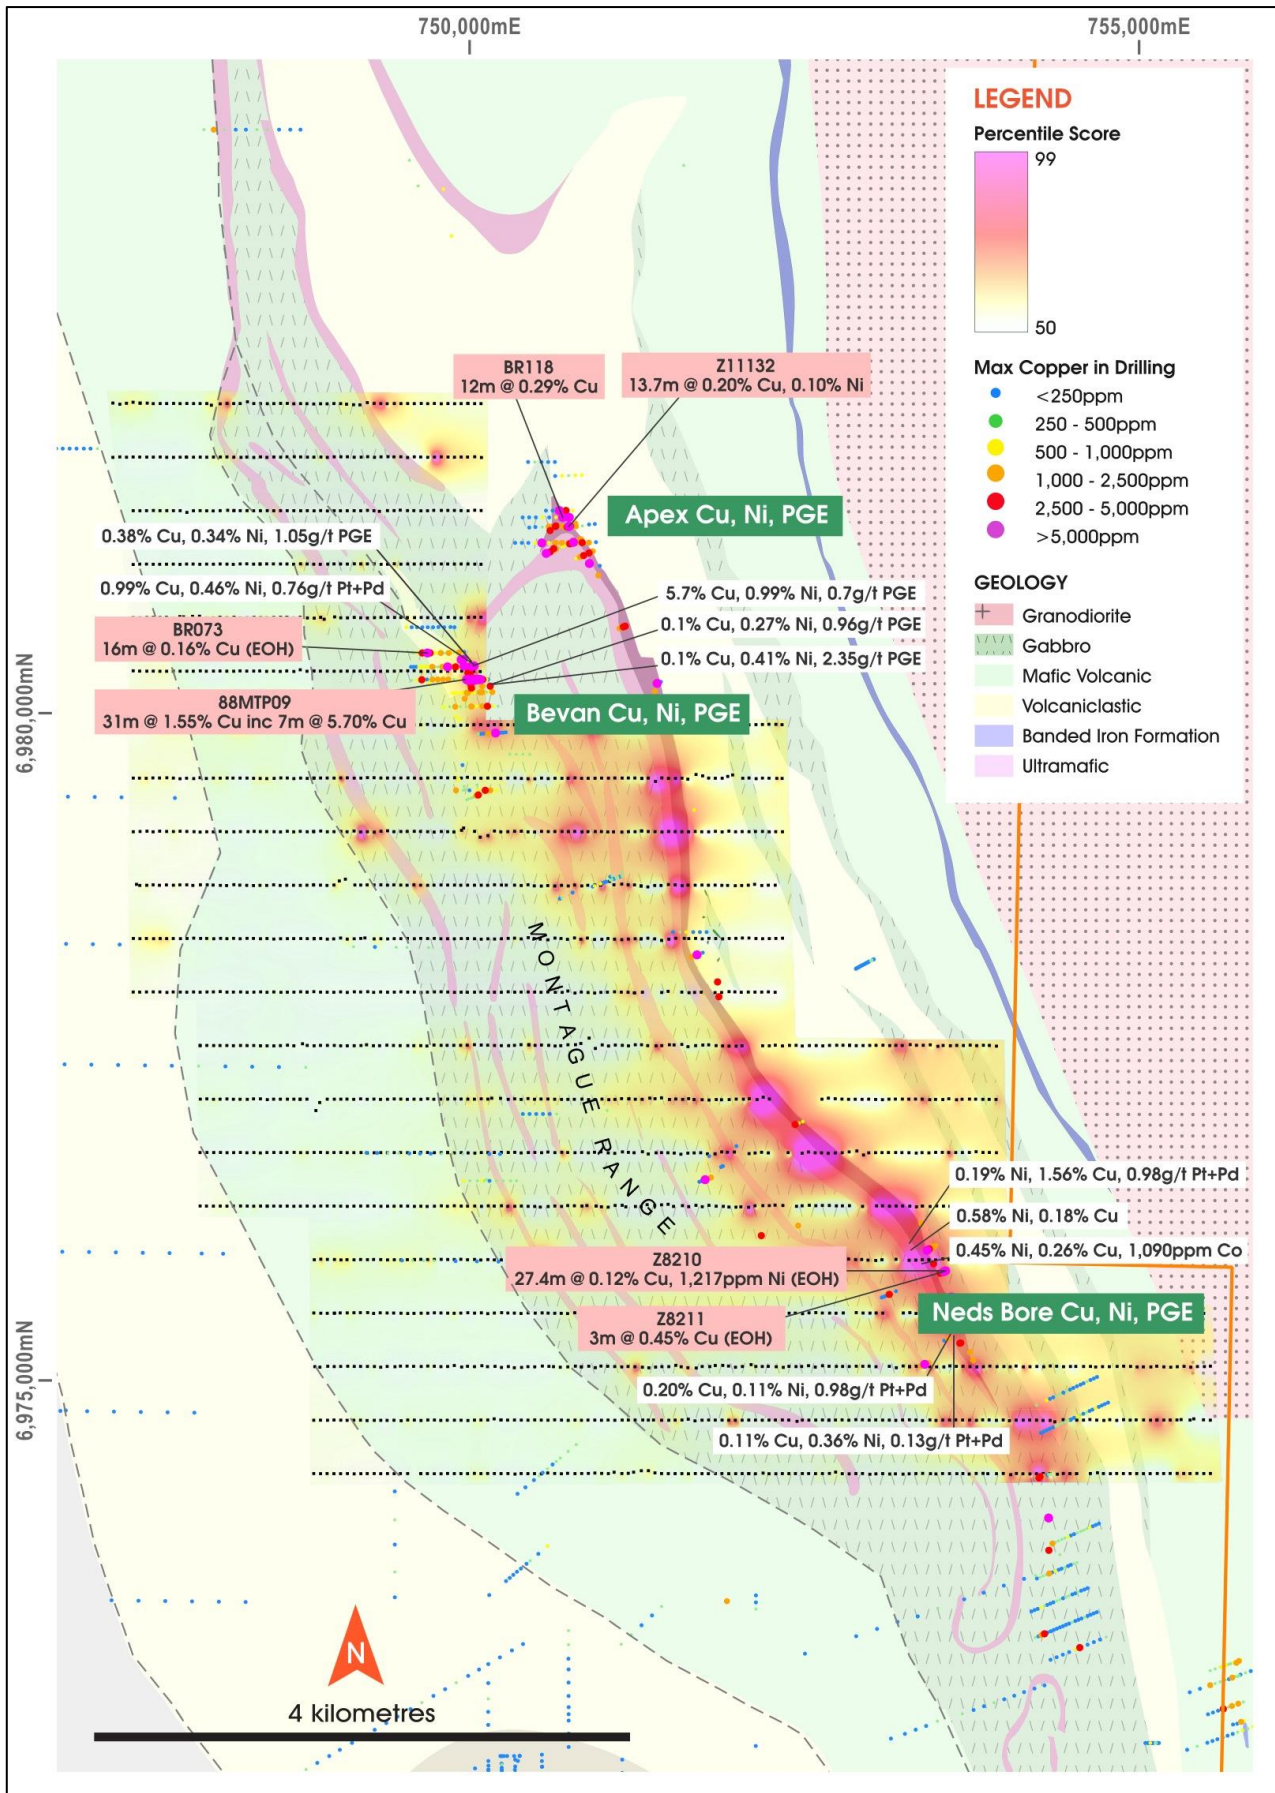 750,000mE
755,000mE
LEGEND
Percentile Score
99
50
Max Copper in Drilling
<250ppm
250 - 500ppm
500 - 1,000ppm
1,000 - 2,500ppm
2,500 - 5,000ppm
>5,000ppm
GEOLOGY
Granodiorite
Gabbro
Mafic Volcanic
Volcaniclastic
Banded Iron Formation
Ultramafic
BR118
12m @ 0.29% Cu
Z11132
13.7m @ 0.20% Cu, 0.10% Ni
Apex Cu, Ni, PGE
0.38% Cu, 0.34% Ni, 1.05g/t PGE
0.99% Cu, 0.46% Ni, 0.76g/t Pt+Pd
5.7% Cu, 0.99% Ni, 0.7g/t PGE
0.1% Cu, 0.27% Ni, 0.96g/t PGE
0.1% Cu, 0.41% Ni, 2.35g/t PGE
BR073
16m @ 0.16% Cu (EOH)
88MTP09
31m @ 1.55% Cu inc 7m @ 5.70% Cu
Bevan Cu, Ni, PGE
6,980,000mN
MONTAGUE RANGE
0.19% Ni, 1.56% Cu, 0.98g/t Pt+Pd
0.58% Ni, 0.18% Cu
0.45% Ni, 0.26% Cu, 1,090ppm Co
Z8210
27.4m @ 0.12% Cu, 1,217ppm Ni (EOH)
Z8211
3m @ 0.45% Cu (EOH)
Neds Bore Cu, Ni, PGE
6,975,000mN
0.20% Cu, 0.11% Ni, 0.98g/t Pt+Pd
0.11% Cu, 0.36% Ni, 0.13g/t Pt+Pd
N
4 kilometres